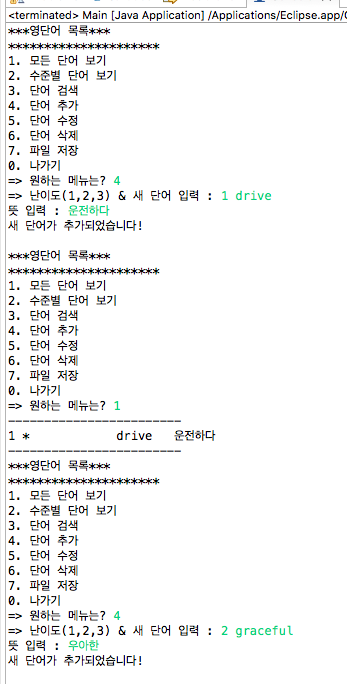 <terminated> Main [Java Application] /Applications/Eclipse.app/
***영단어 목록***
*********************
1. 모든 단어 보기
2. 수준별 단어 보기
3. 단어 검색
4. 단어 추가
5. 단어 수정
6. 단어 삭제
7. 파일 저장
0. 나가기
=> 원하는 메뉴는? 4
=> 난이도(1,2,3) & 새 단어 입력 : 1 drive
뜻 입력 : 운전하다
새 단어가 추가되었습니다!
***영단어 목록***
*********************
1. 모든 단어 보기
2. 수준별 단어 보기
3. 단어 검색
4. 단어 추가
5. 단어 수정
6. 단어 삭제
7. 파일 저장
0. 나가기
=> 원하는 메뉴는? 1
------------------------
1 * drive 운전하다
------------------------
***영단어 목록***
*********************
1. 모든 단어 보기
2. 수준별 단어 보기
3. 단어 검색
4. 단어 추가
5. 단어 수정
6. 단어 삭제
7. 파일 저장
0. 나가기
=> 원하는 메뉴는? 4
=> 난이도(1,2,3) & 새 단어 입력 : 2 graceful
뜻 입력 : 우아한
새 단어가 추가되었습니다!